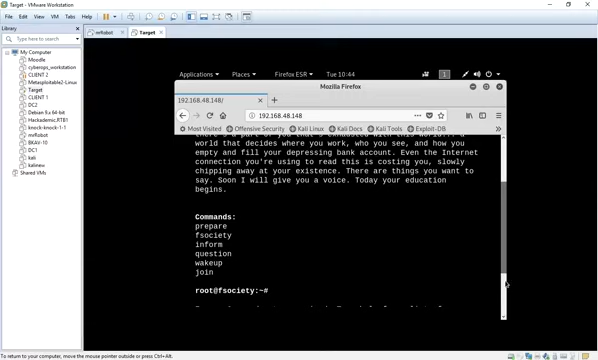 Target - VMware Workstation
File Edit View VM Tabs Help
Library
Type here to search
mrRobot
Target
My Computer
Moodle
cyberops_workstation
CLIENT 2
Metasploitable2-Linux
Target
CLIENT 1
DC2
Debian 9.x 64-bit
Hackademic.RTB1
knock-knock-1-1
mrRobot
BKAV-10
DC1
kali
kalinew
Shared VMs
Applications Places Firefox ESR Tue 10:44 1
Mozilla Firefox
192.168.48.148/
192.168.48.148
Most Visited Offensive Security Kali Linux Kali Docs Kali Tools Exploit-DB
world that decides where you work, who you see, and how you
empty and fill your depressing bank account. Even the Internet
connection you're using to read this is costing you, slowly
chipping away at your existence. There are things you want to
say. Soon I will give you a voice. Today your education
begins.
Commands:
prepare
fsociety
inform
question
wakeup
join
root@fsociety:~#
To return to your computer, move the mouse pointer outside or press Ctrl+Alt.